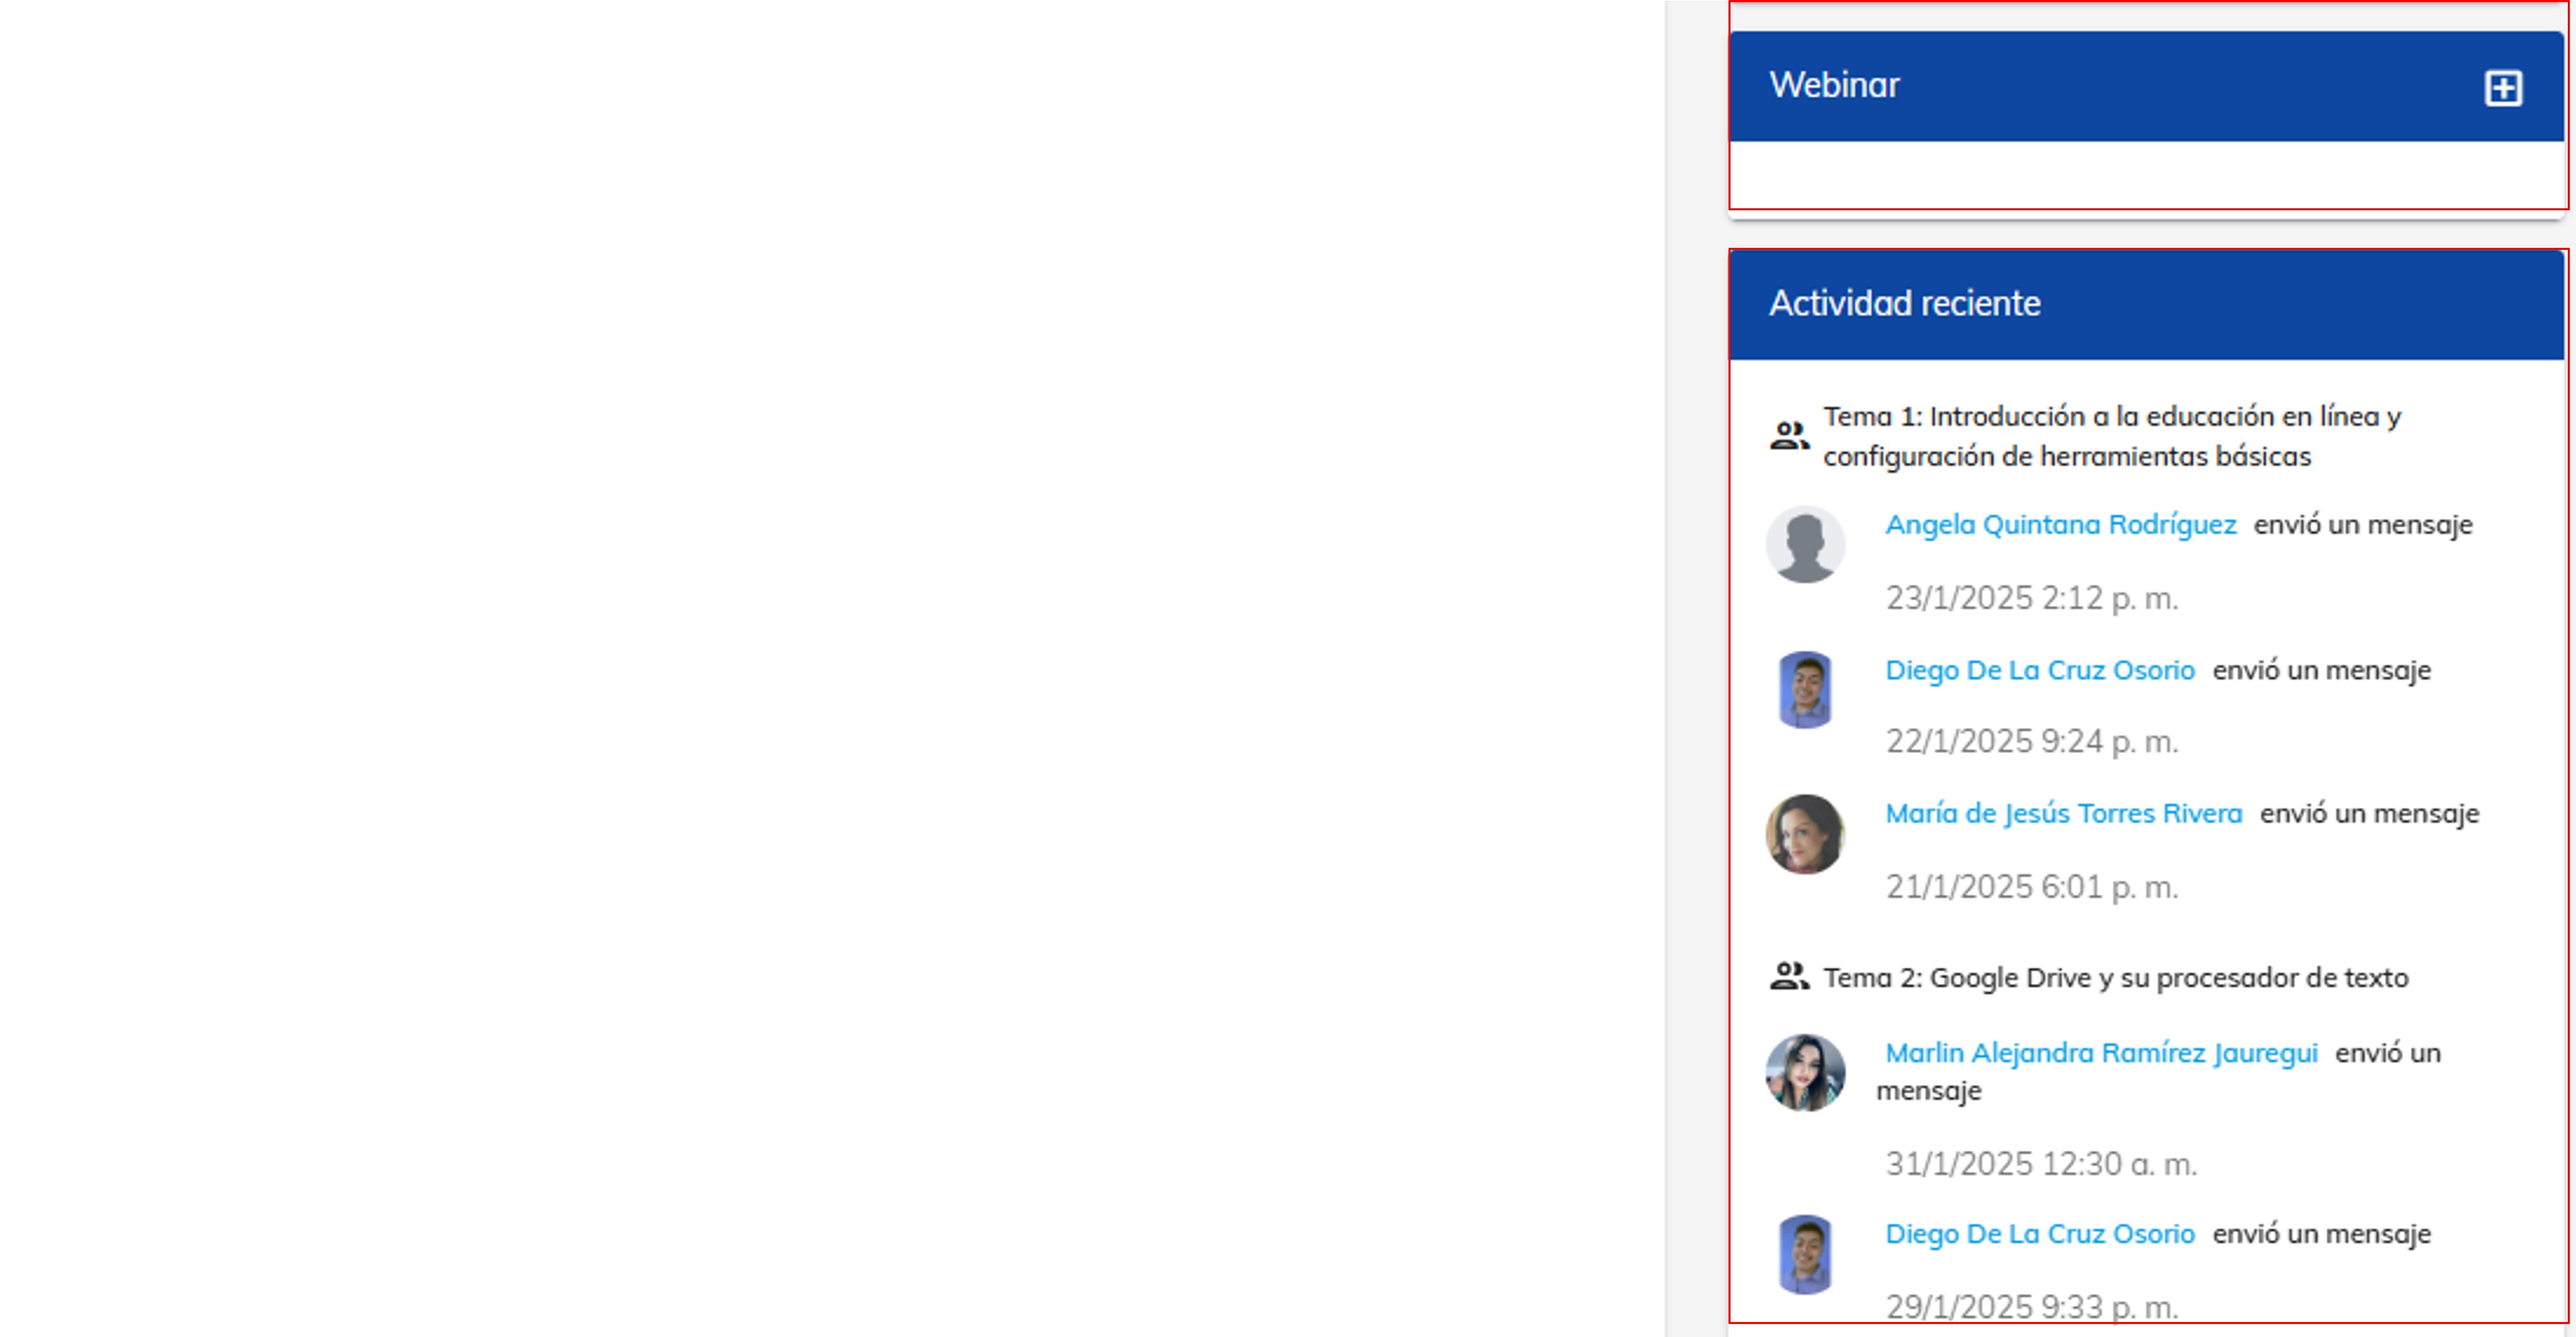 Webinar
Actividad reciente
Tema 1: Introducción a la educación en línea y
configuración de herramientas básicas
Angela Quintana Rodríguez envió un mensaje
23/1/2025 2:12 p. m.
Diego De La Cruz Osorio envió un mensaje
22/1/2025 9:24 p. m.
María de Jesús Torres Rivera envió un mensaje
21/1/2025 6:01 p. m.
Tema 2: Google Drive y su procesador de texto
Marlin Alejandra Ramírez Jauregui envió un
mensaje
31/1/2025 12:30 a. m.
Diego De La Cruz Osorio envió un mensaje
29/1/2025 9:33 p. m.